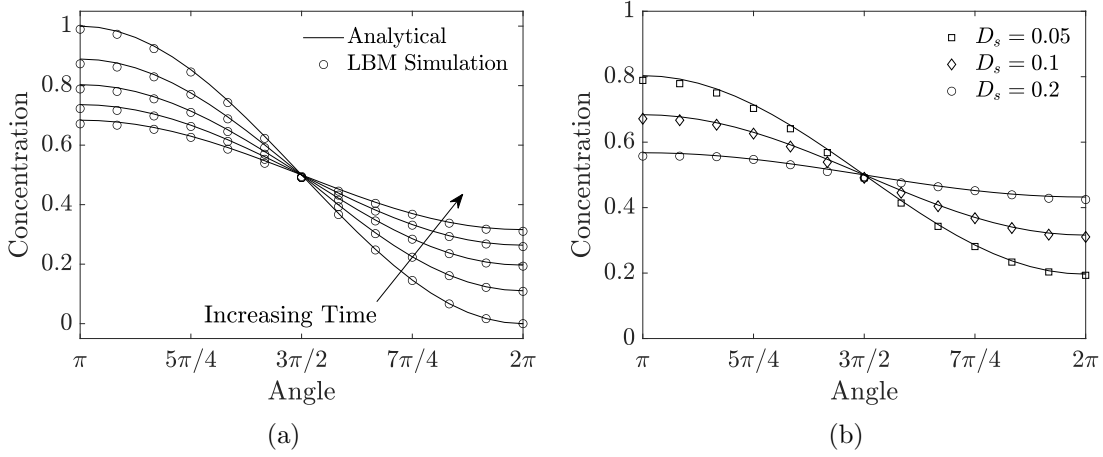 1
0.8
0.6
0.4
0.2
0
Concentration
π
5π/4
3π/2
7π/4
2π
Angle
Analytical
LBM Simulation
Increasing Time
(a)
1
0.8
0.6
0.4
0.2
0
Concentration
π
5π/4
3π/2
7π/4
2π
Angle
D_s = 0.05
D_s = 0.1
D_s = 0.2
(b)